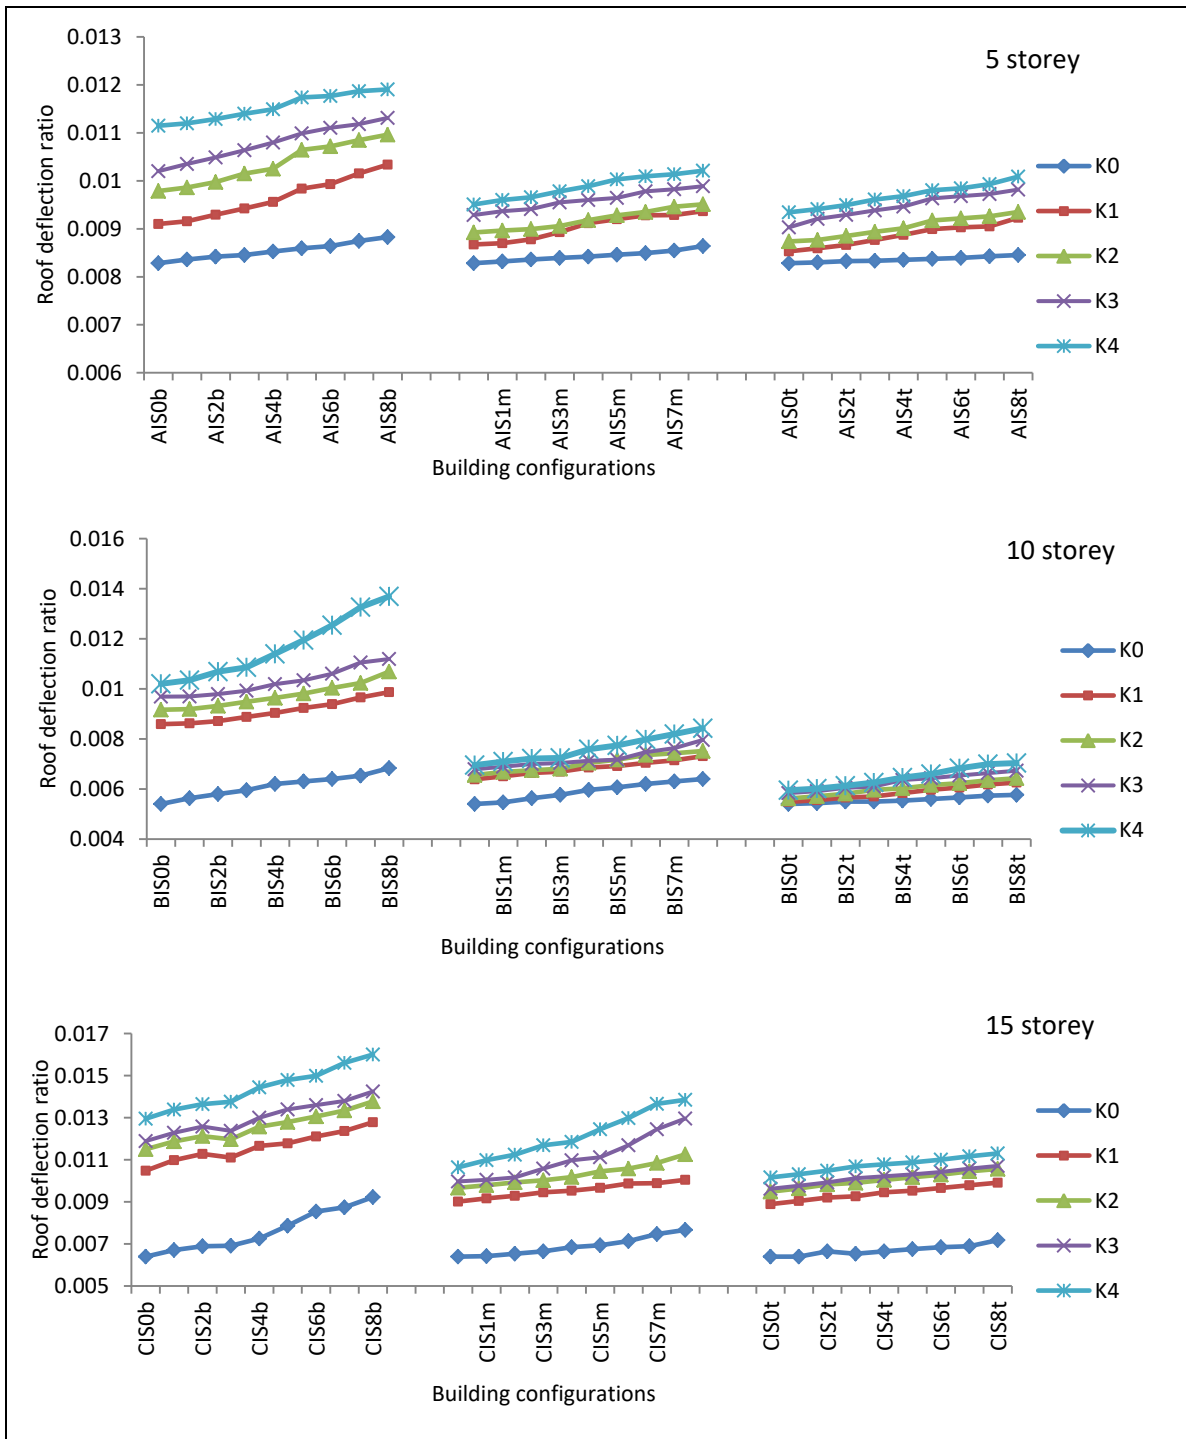 5 storey
Roof deflection ratio
0.013
0.012
0.011
0.01
0.009
0.008
0.007
0.006
AIS0b
AIS2b
AIS4b
AIS6b
AIS8b
AIS1m
AIS3m
AIS5m
AIS7m
AIS0t
AIS2t
AIS4t
AIS6t
AIS8t
Building configurations
K0
K1
K2
K3
K4
10 storey
Roof deflection ratio
0.016
0.014
0.012
0.01
0.008
0.006
0.004
BIS0b
BIS2b
BIS4b
BIS6b
BIS8b
BIS1m
BIS3m
BIS5m
BIS7m
BIS0t
BIS2t
BIS4t
BIS6t
BIS8t
Building configurations
K0
K1
K2
K3
K4
15 storey
Roof deflection ratio
0.017
0.015
0.013
0.011
0.009
0.007
0.005
CIS0b
CIS2b
CIS4b
CIS6b
CIS8b
CIS1m
CIS3m
CIS5m
CIS7m
CIS0t
CIS2t
CIS4t
CIS6t
CIS8t
Building configurations
K0
K1
K2
K3
K4